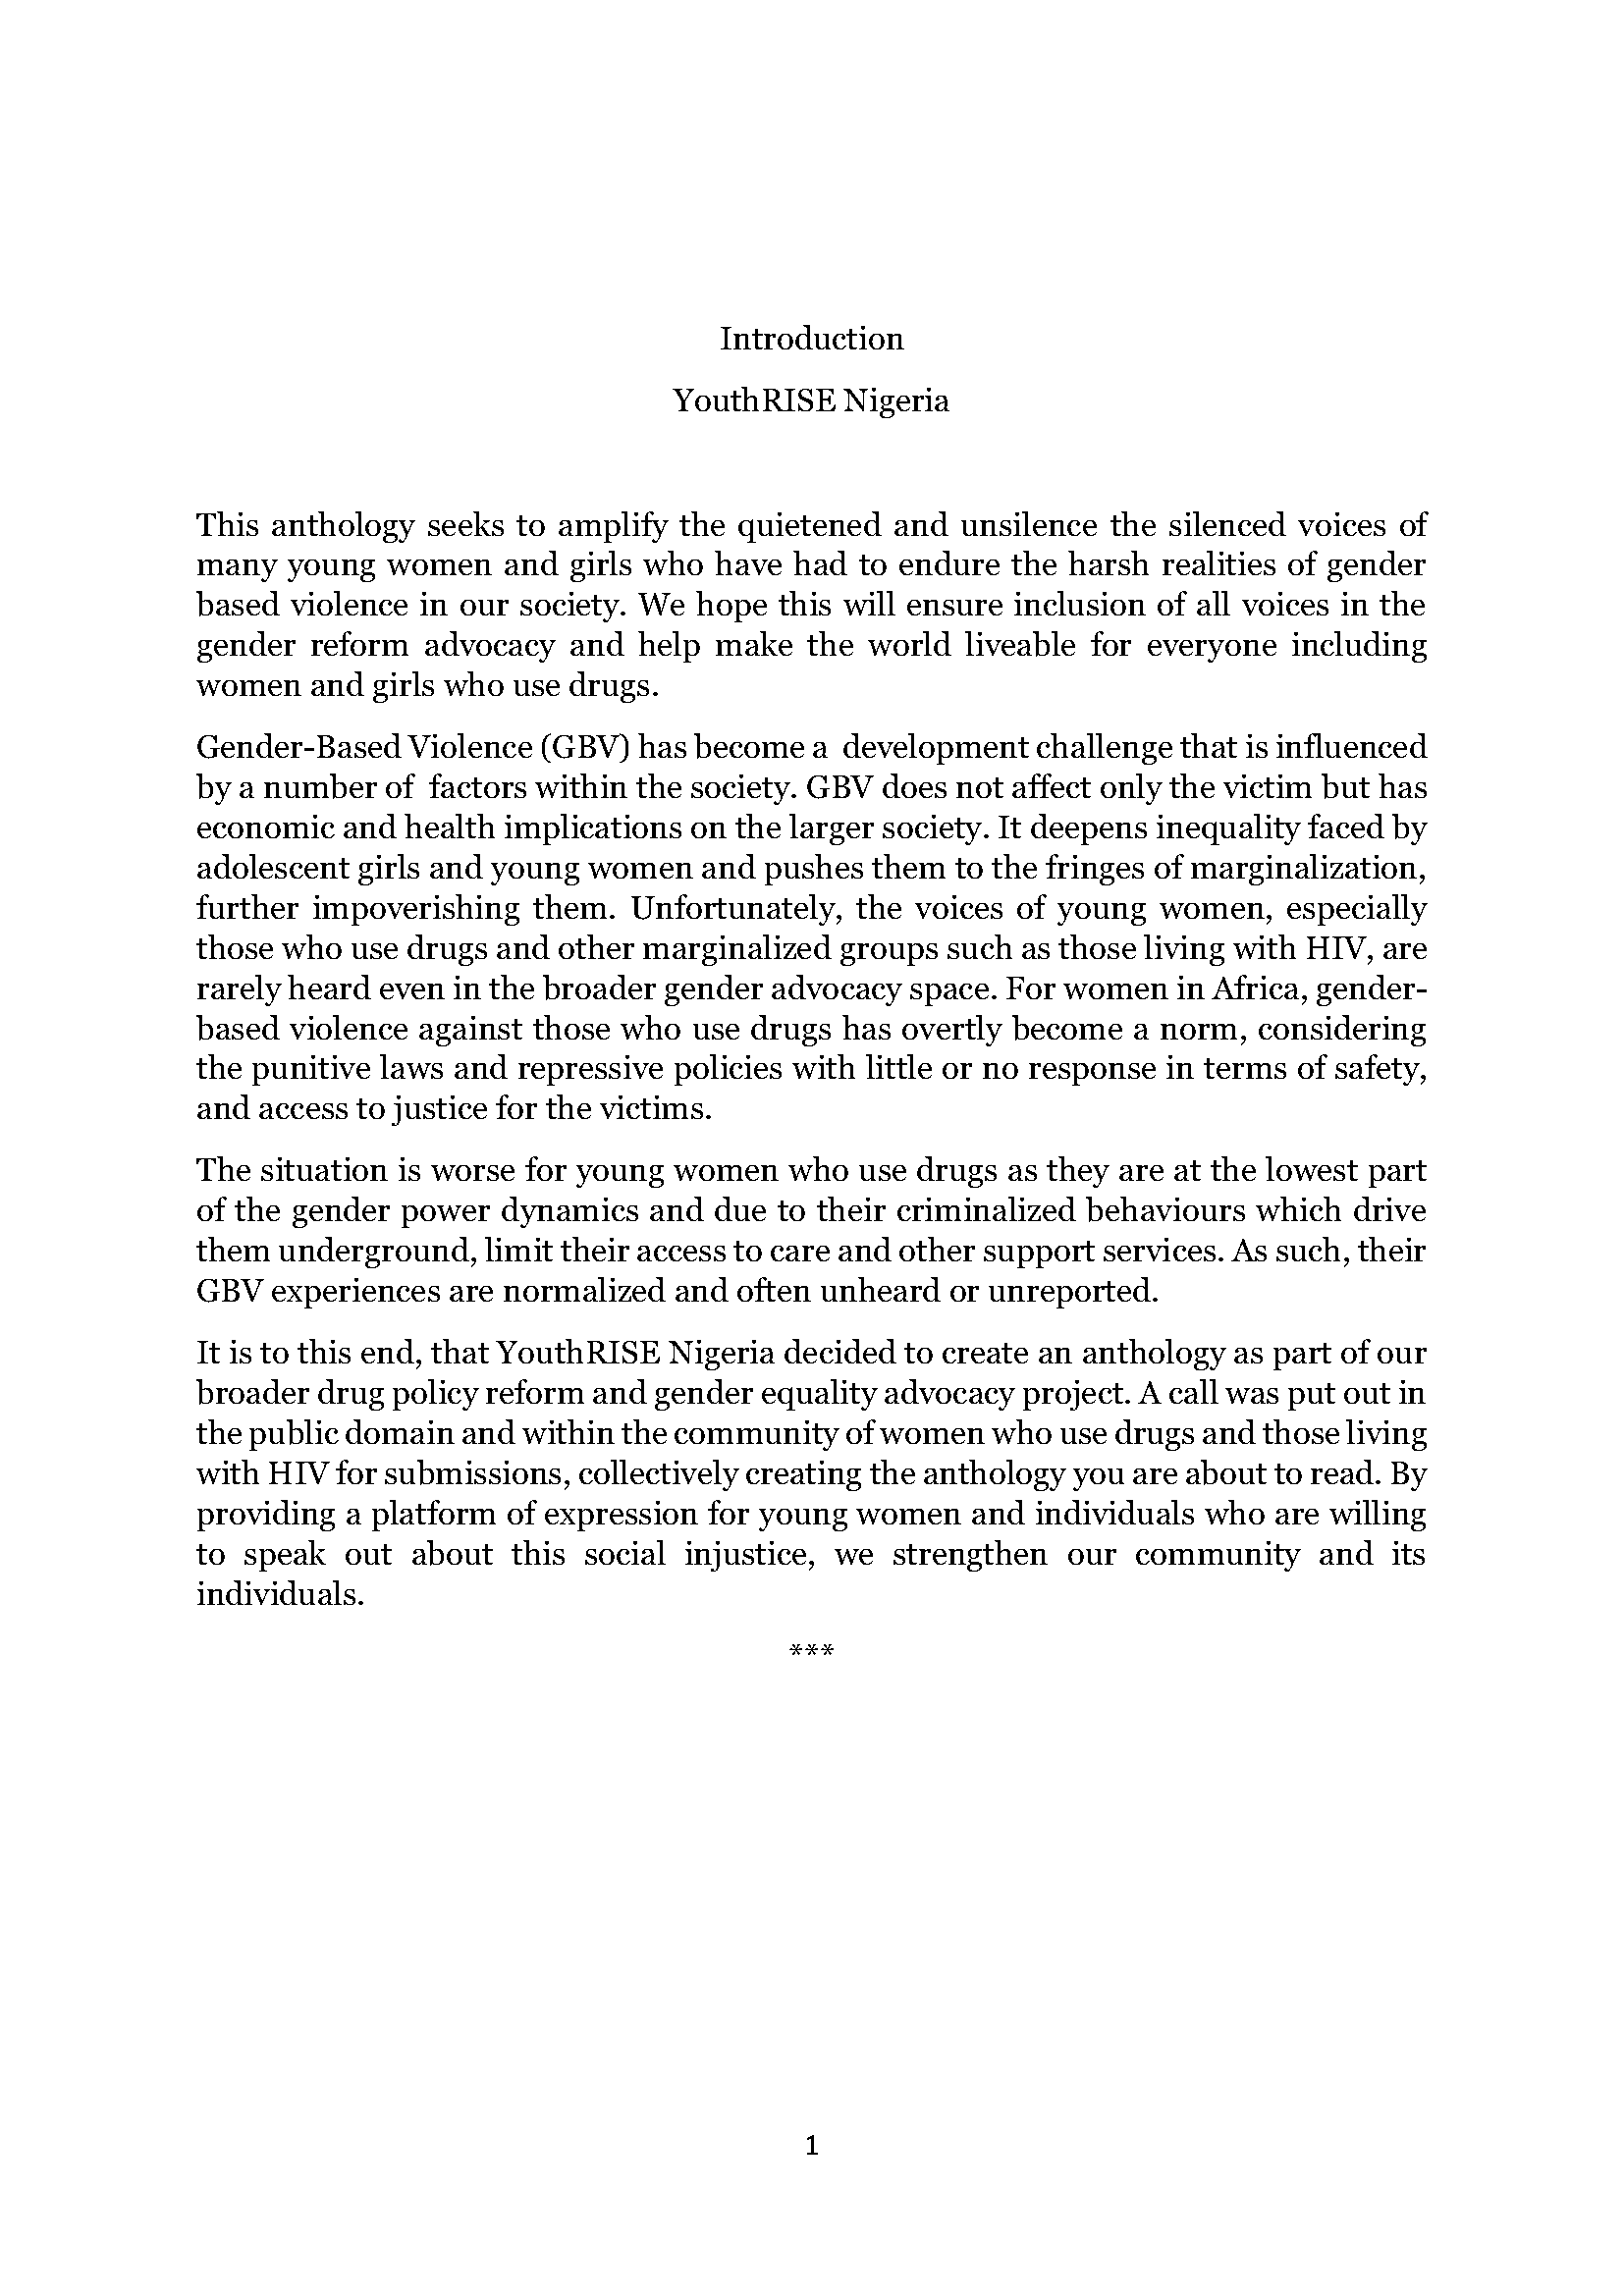 Introduction
YouthRISE Nigeria
This anthology seeks to amplify the quietened and unsilence the silenced voices of
many young women and girls who have had to endure the harsh realities of gender
based violence in our society. We hope this will ensure inclusion of all voices in the
gender reform advocacy and help make the world liveable for everyone including
women and girls who use drugs.
Gender-Based Violence (GBV) has become a development challenge that is influenced
by a number of factors within the society. GBV does not affect only the victim but has
economic and health implications on the larger society. It deepens inequality faced by
adolescent girls and young women and pushes them to the fringes of marginalization,
further impoverishing them. Unfortunately, the voices of young women, especially
those who use drugs and other marginalized groups such as those living with HIV, are
rarely heard even in the broader gender advocacy space. For women in Africa, gender-
based violence against those who use drugs has overtly become a norm, considering
the punitive laws and repressive policies with little or no response in terms of safety,
and access to justice for the victims.
The situation is worse for young women who use drugs as they are at the lowest part
of the gender power dynamics and due to their criminalized behaviours which drive
them underground, limit their access to care and other support services. As such, their
GBV experiences are normalized and often unheard or unreported.
It is to this end, that YouthRISE Nigeria decided to create an anthology as part of our
broader drug policy reform and gender equality advocacy project. A call was put out in
the public domain and within the community of women who use drugs and those living
with HIV for submissions, collectively creating the anthology you are about to read. By
providing a platform of expression for young women and individuals who are willing
to speak out about this social injustice, we strengthen our community and its
individuals.
***
1